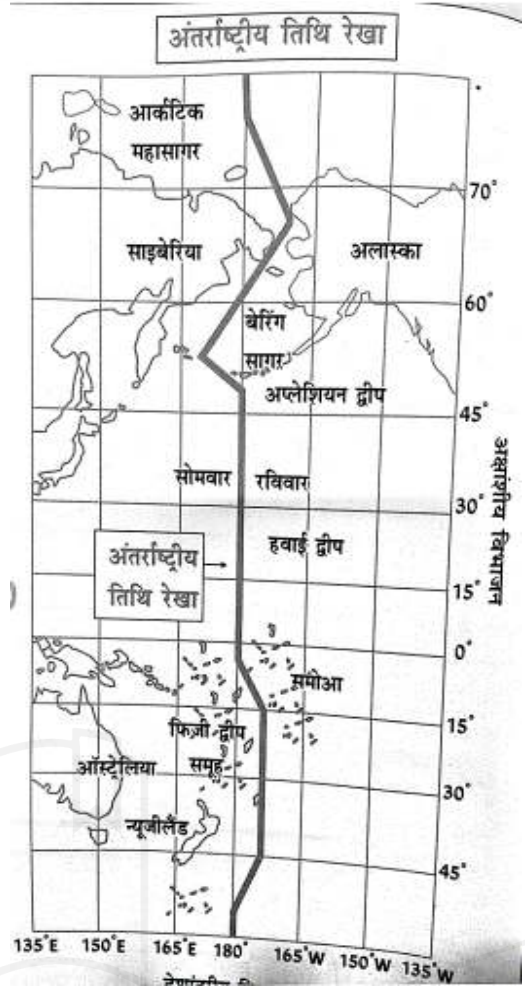 अंतर्राष्ट्रीय तिथि रेखा
आर्कटिक
महासागर
70°
साइबेरिया
अलास्का
60°
बेरिंग
सागर
अप्लेशियन द्वीप
45°
सोमवार
रविवार
30°
अक्षांशीय विभाजन
हवाई द्वीप
अंतर्राष्ट्रीय
तिथि रेखा
15°
0°
समोआ
15°
फिज़ी द्वीप
समूह
ऑस्ट्रेलिया
30°
न्यूजीलैंड
45°
135°E 150°E 165°E 180° 165°W 150°W 135°W